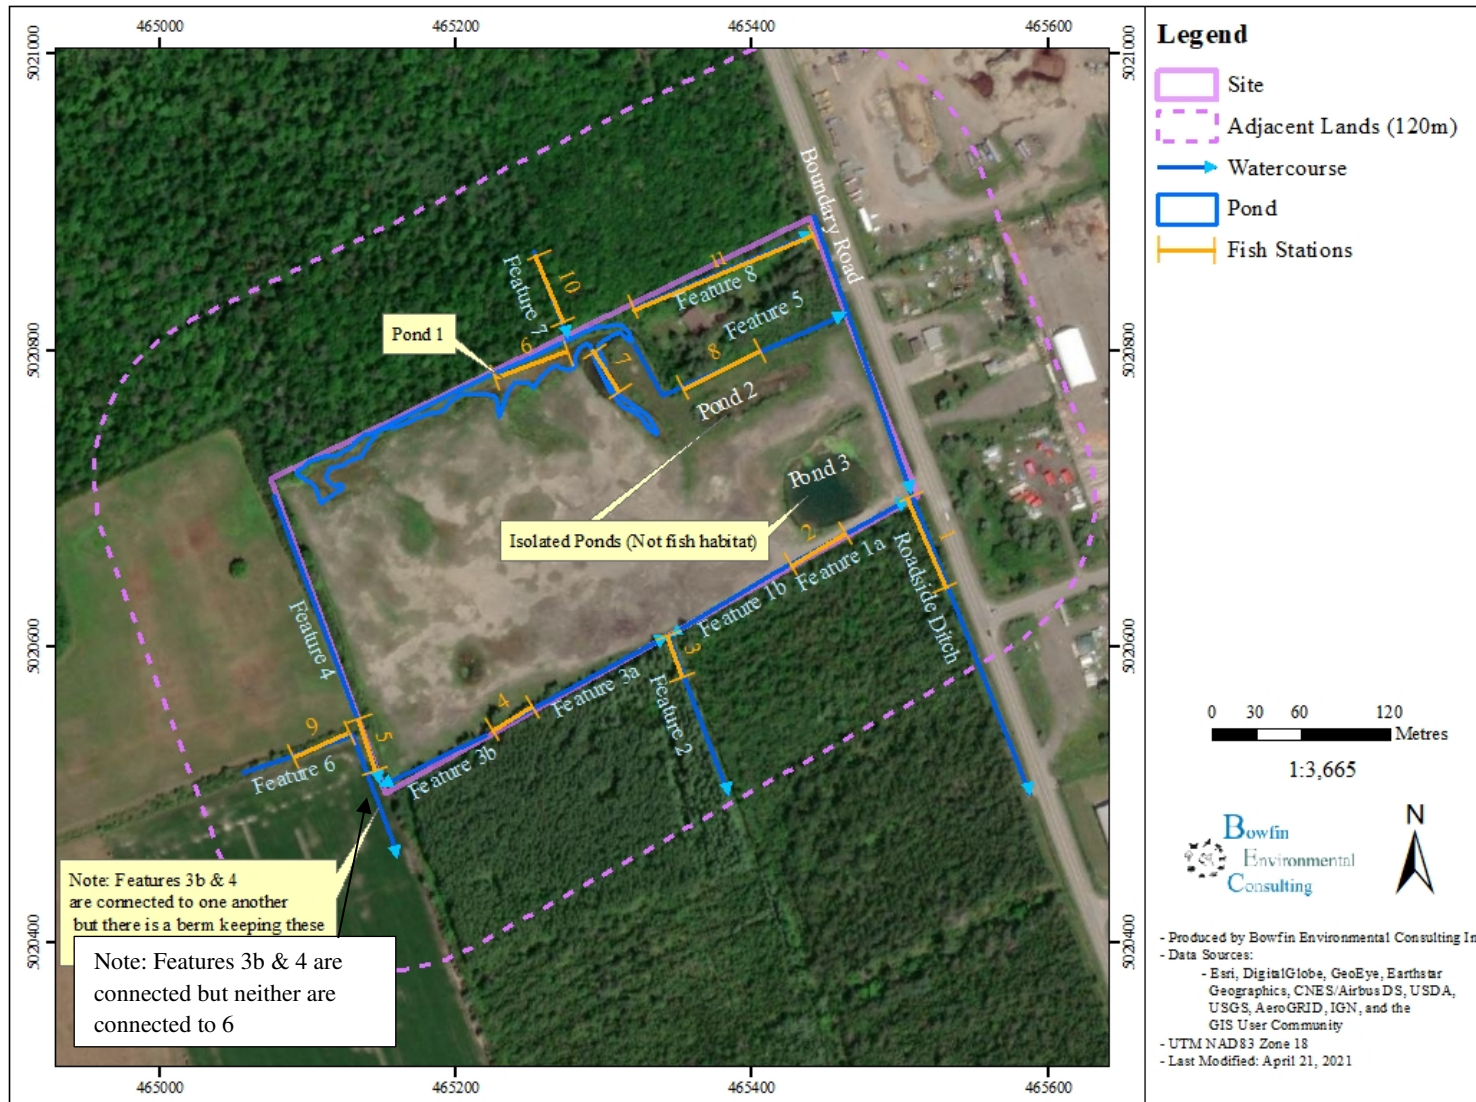 465000
465200
465400
465600
5021000
5021000
5020800
5020800
5020600
5020600
5020400
5020400
Boundary Road
11
Feature 8
10
Feature 7
Feature 5
Pond 1
6
7
8
Pond 2
Pond 3
Isolated Ponds (Not fish habitat)
2
Feature 1a
1
Roadside Ditch
Feature 1b
Feature 4
3
Feature 3a
Feature 2
4
9
5
Feature 3b
Feature 6
Note: Features 3b & 4
are connected to one another
but there is a berm keeping these
Note: Features 3b & 4 are
connected but neither are
connected to 6
465000
465200
465400
465600
Legend
Site
Adjacent Lands (120m)
Watercourse
Pond
Fish Stations
0 30 60 120
Metres
1:3,665
Bowfin
Environmental
Consulting
N
- Produced by Bowfin Environmental Consulting In
- Data Sources:
- Esri, DigitalGlobe, GeoEye, Earthstar
Geographics, CNES/Airbus DS, USDA,
USGS, AeroGRID, IGN, and the
GIS User Community
- UTM NAD83 Zone 18
- Last Modified: April 21, 2021